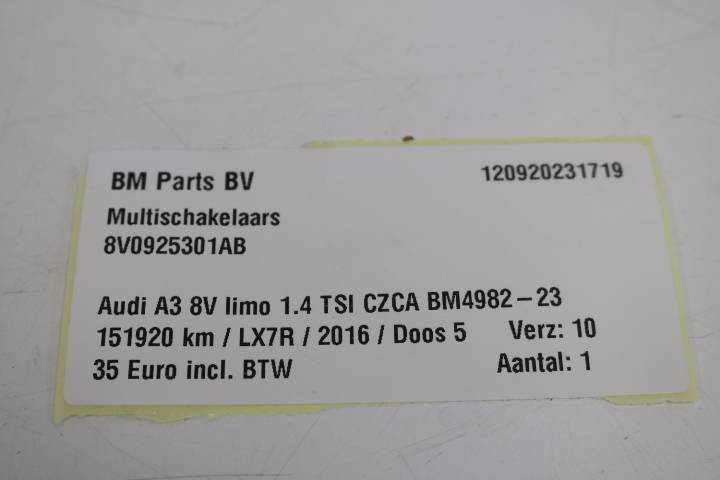 BM Parts BV 120920231719
Multischakelaars
8V0925301AB
Audi A3 8V limo 1.4 TSI CZCA BM4982-23
151920 km / LX7R / 2016 / Doos 5 Verz: 10
35 Euro incl. BTW Aantal: 1